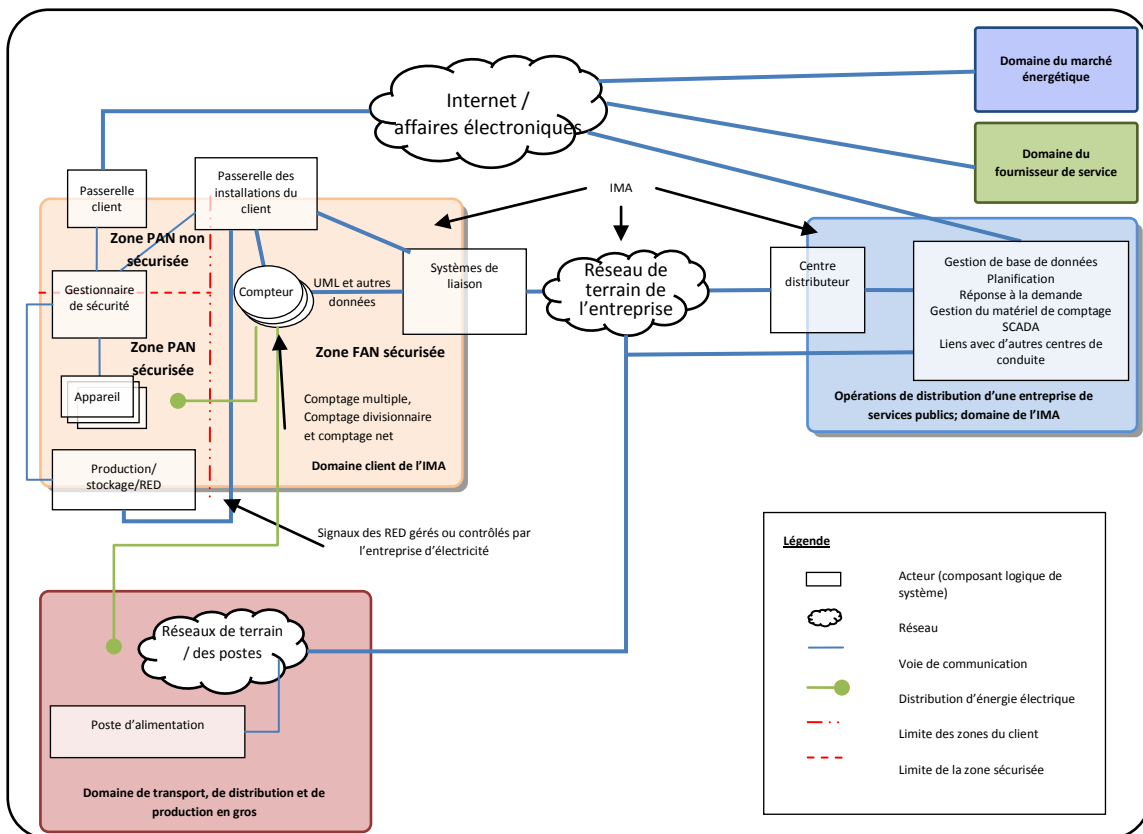 Internet /
affaires électroniques
Domaine du marché
énergétique
Domaine du
fournisseur de service
Passerelle
client
Passerelle des
installations du
client
IMA
Zone PAN non
sécurisée
Gestionnaire
de sécurité
Compteur
UML et autres
données
Systèmes de
liaison
Réseau de
terrain de
l'entreprise
Centre
distributeur
Gestion de base de données
Planification
Réponse à la demande
Gestion du matériel de comptage
SCADA
Liens avec d'autres centres de
conduite
Zone PAN
sécurisée
Zone FAN sécurisée
Appareil
Comptage multiple,
Comptage divisionnaire
et comptage net
Opérations de distribution d'une entreprise de
services publics; domaine de l'IMA
Production/
stockage/RED
Domaine client de l'IMA
Signaux des RED gérés ou contrôlés par
l'entreprise d'électricité
Réseaux de terrain
/ des postes
Poste d'alimentation
Domaine de transport, de distribution et de
production en gros
Légende
Acteur (composant logique de
système)
Réseau
Voie de communication
Distribution d'énergie électrique
Limite des zones du client
Limite de la zone sécurisée